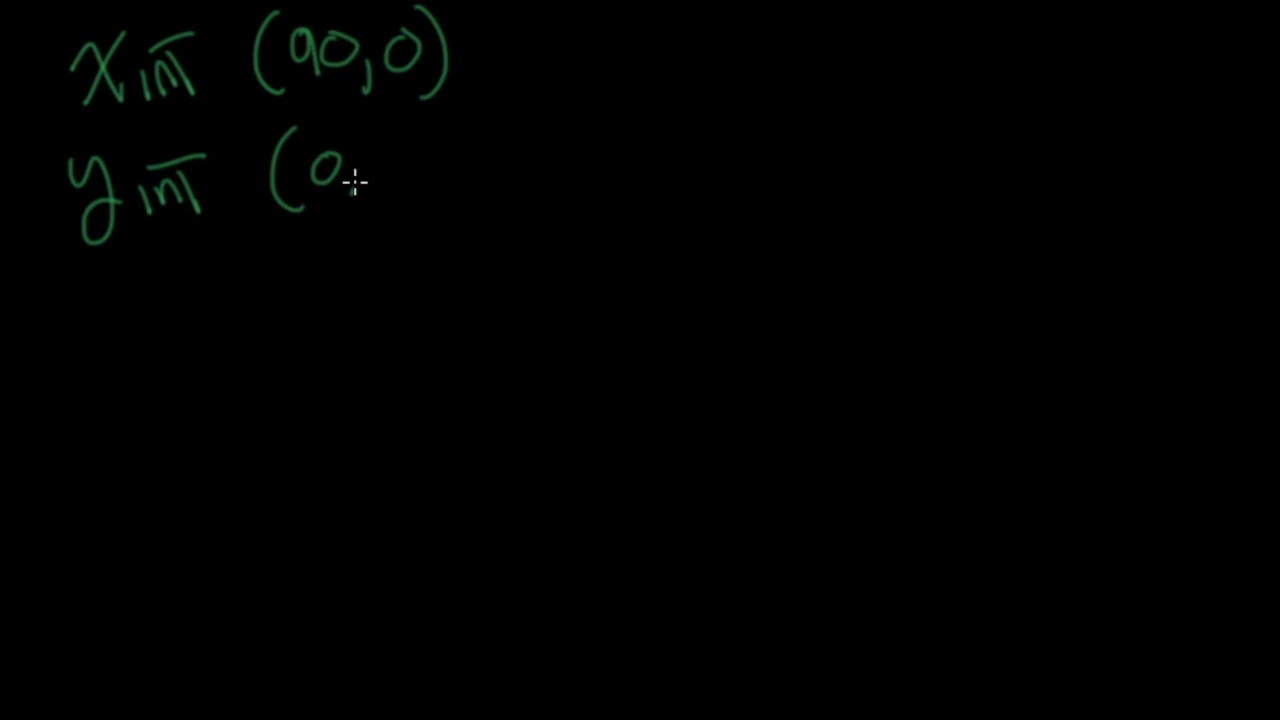 x int (90,0)
y int (0,